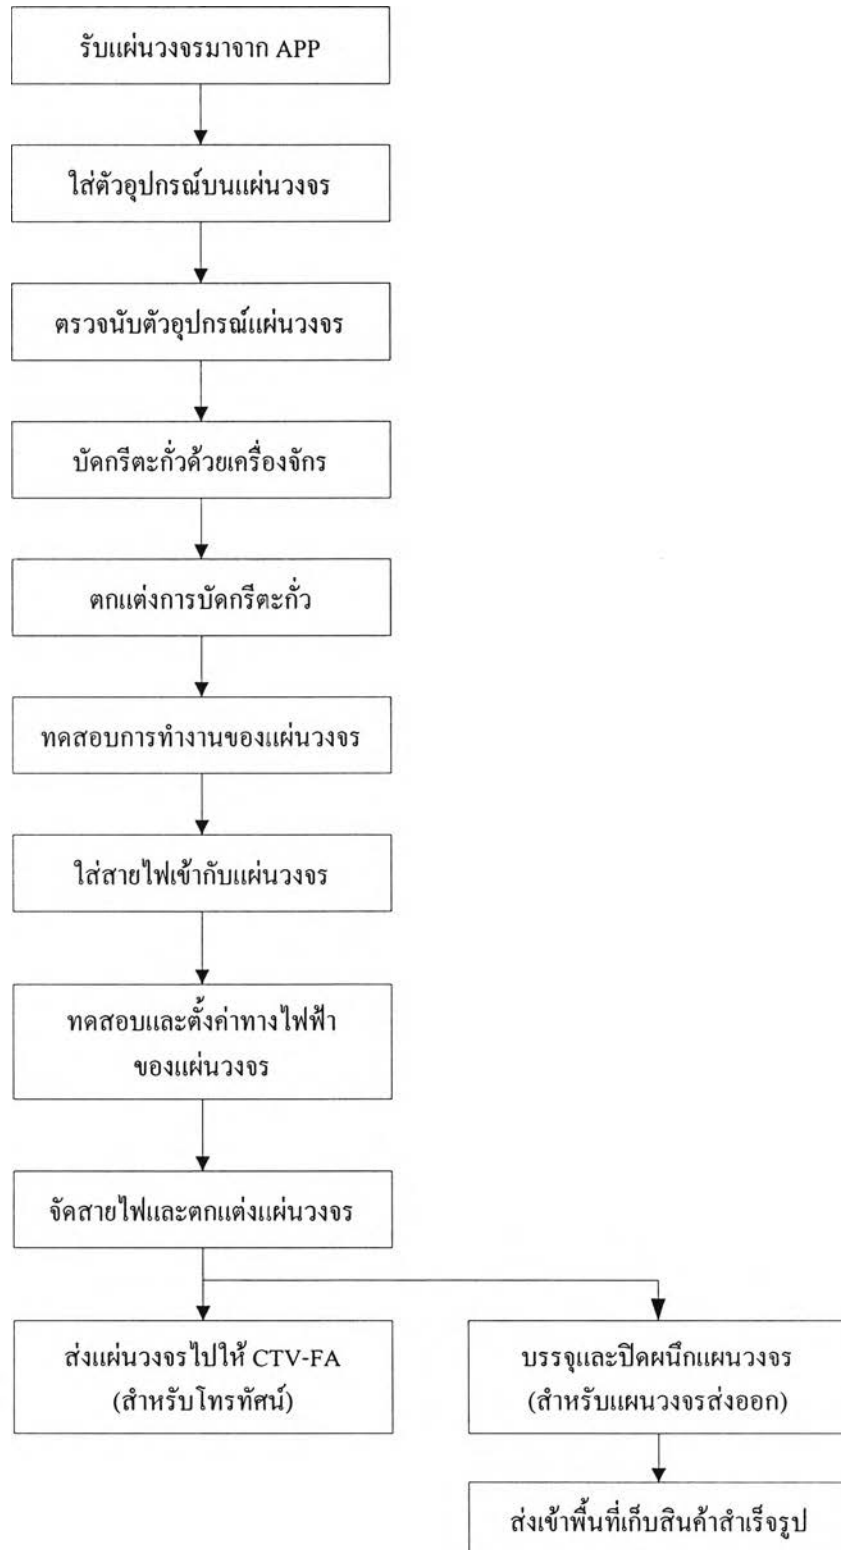 รับแผ่นวงจรมาจาก APP
ใส่ตัวอุปกรณ์บนแผ่นวงจร
ตรวจนับตัวอุปกรณ์แผ่นวงจร
บัดกรีตะกั่วด้วยเครื่องจักร
ตกแต่งการบัดกรีตะกั่ว
ทดสอบการทำงานของแผ่นวงจร
ใส่สายไฟเข้ากับแผ่นวงจร
ทดสอบและตั้งค่าทางไฟฟ้า
ของแผ่นวงจร
จัดสายไฟและตกแต่งแผ่นวงจร
ส่งแผ่นวงจรไปให้ CTV-FA
(สำหรับโทรทัศน์)
บรรจุและปิดผนึกแผนวงจร
(สำหรับแผนวงจรส่งออก)
ส่งเข้าพื้นที่เก็บสินค้าสำเร็จรูป